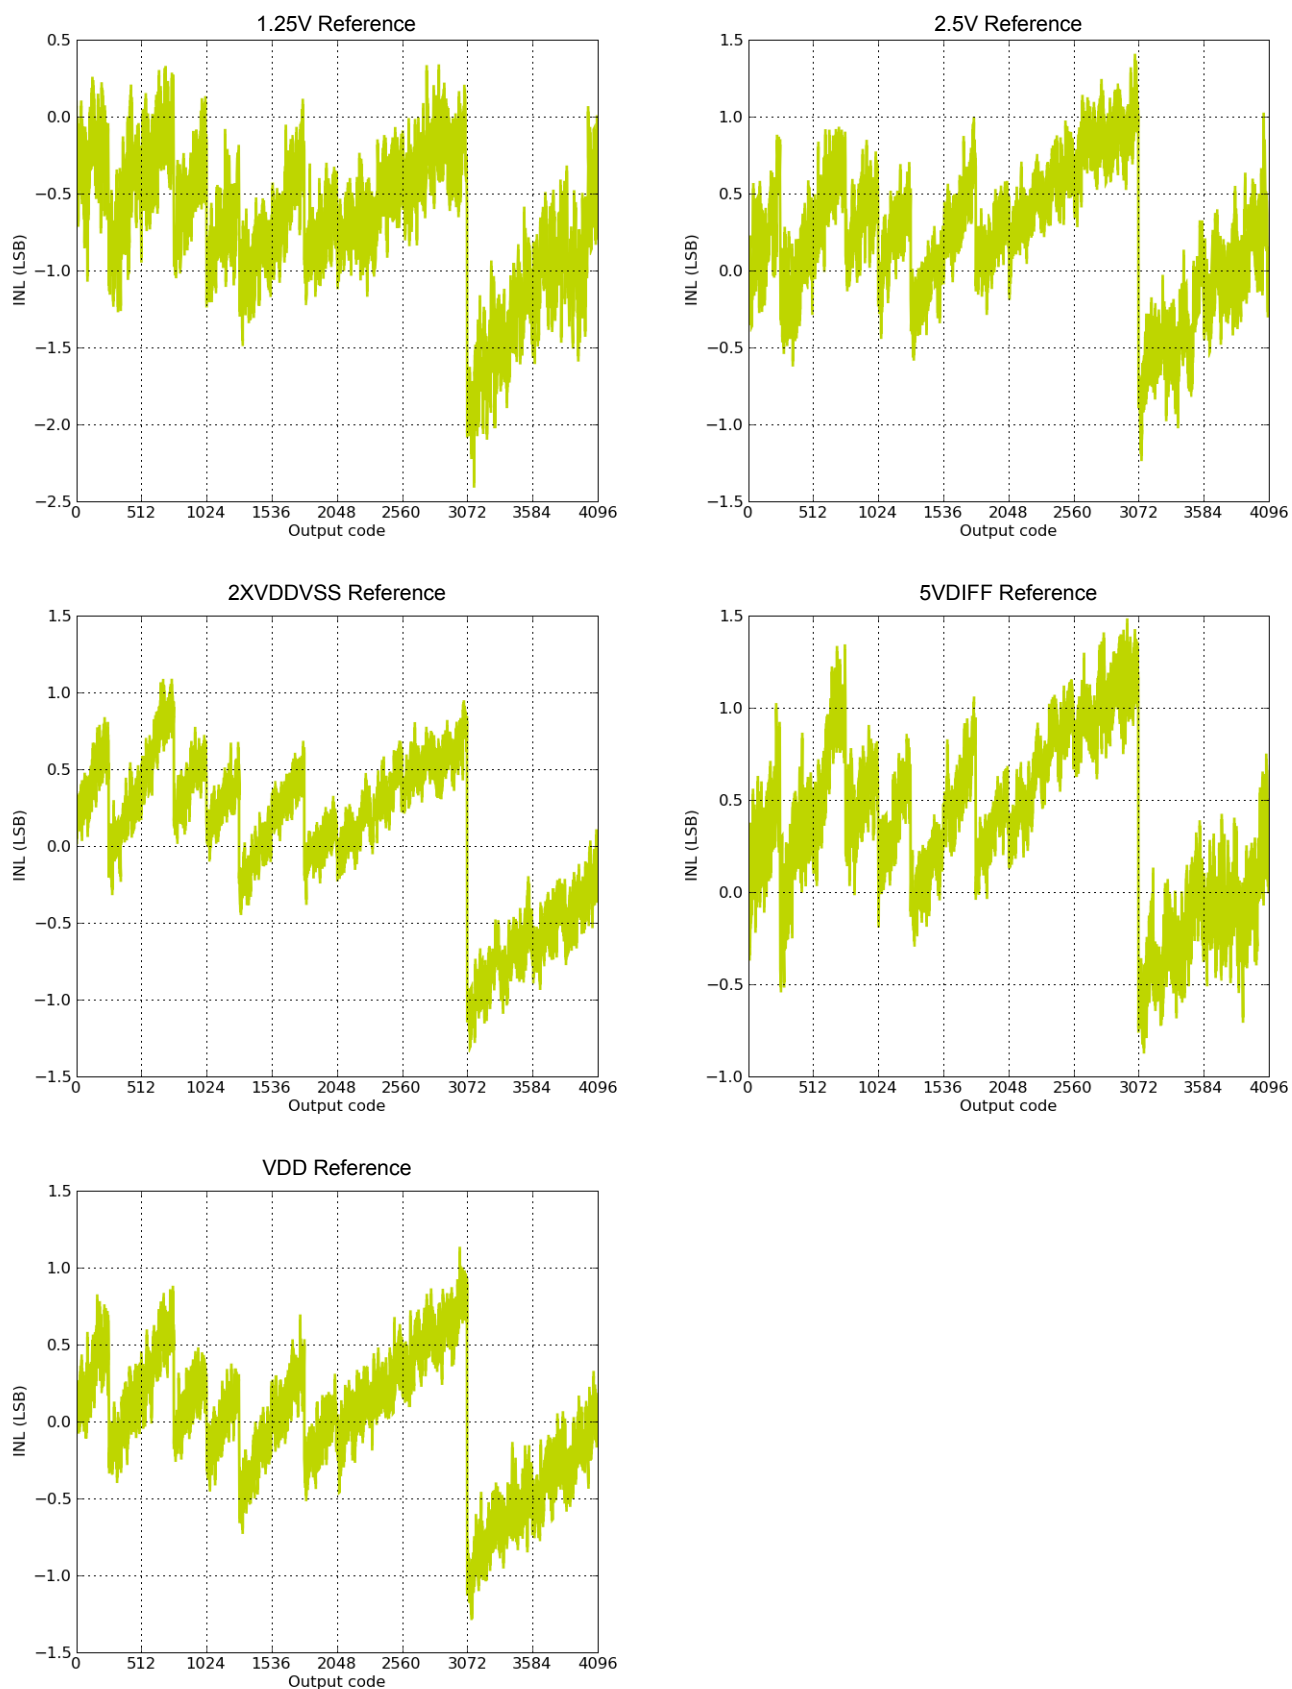 1.25V Reference
0.5
0.0
−0.5
−1.0
−1.5
−2.0
−2.5
INL (LSB)
0 512 1024 1536 2048 2560 3072 3584 4096
Output code
2.5V Reference
1.5
1.0
0.5
0.0
−0.5
−1.0
−1.5
INL (LSB)
0 512 1024 1536 2048 2560 3072 3584 4096
Output code
2XVDDVSS Reference
1.5
1.0
0.5
0.0
−0.5
−1.0
−1.5
INL (LSB)
0 512 1024 1536 2048 2560 3072 3584 4096
Output code
5VDIFF Reference
1.5
1.0
0.5
0.0
−0.5
−1.0
INL (LSB)
0 512 1024 1536 2048 2560 3072 3584 4096
Output code
VDD Reference
1.5
1.0
0.5
0.0
−0.5
−1.0
−1.5
INL (LSB)
0 512 1024 1536 2048 2560 3072 3584 4096
Output code